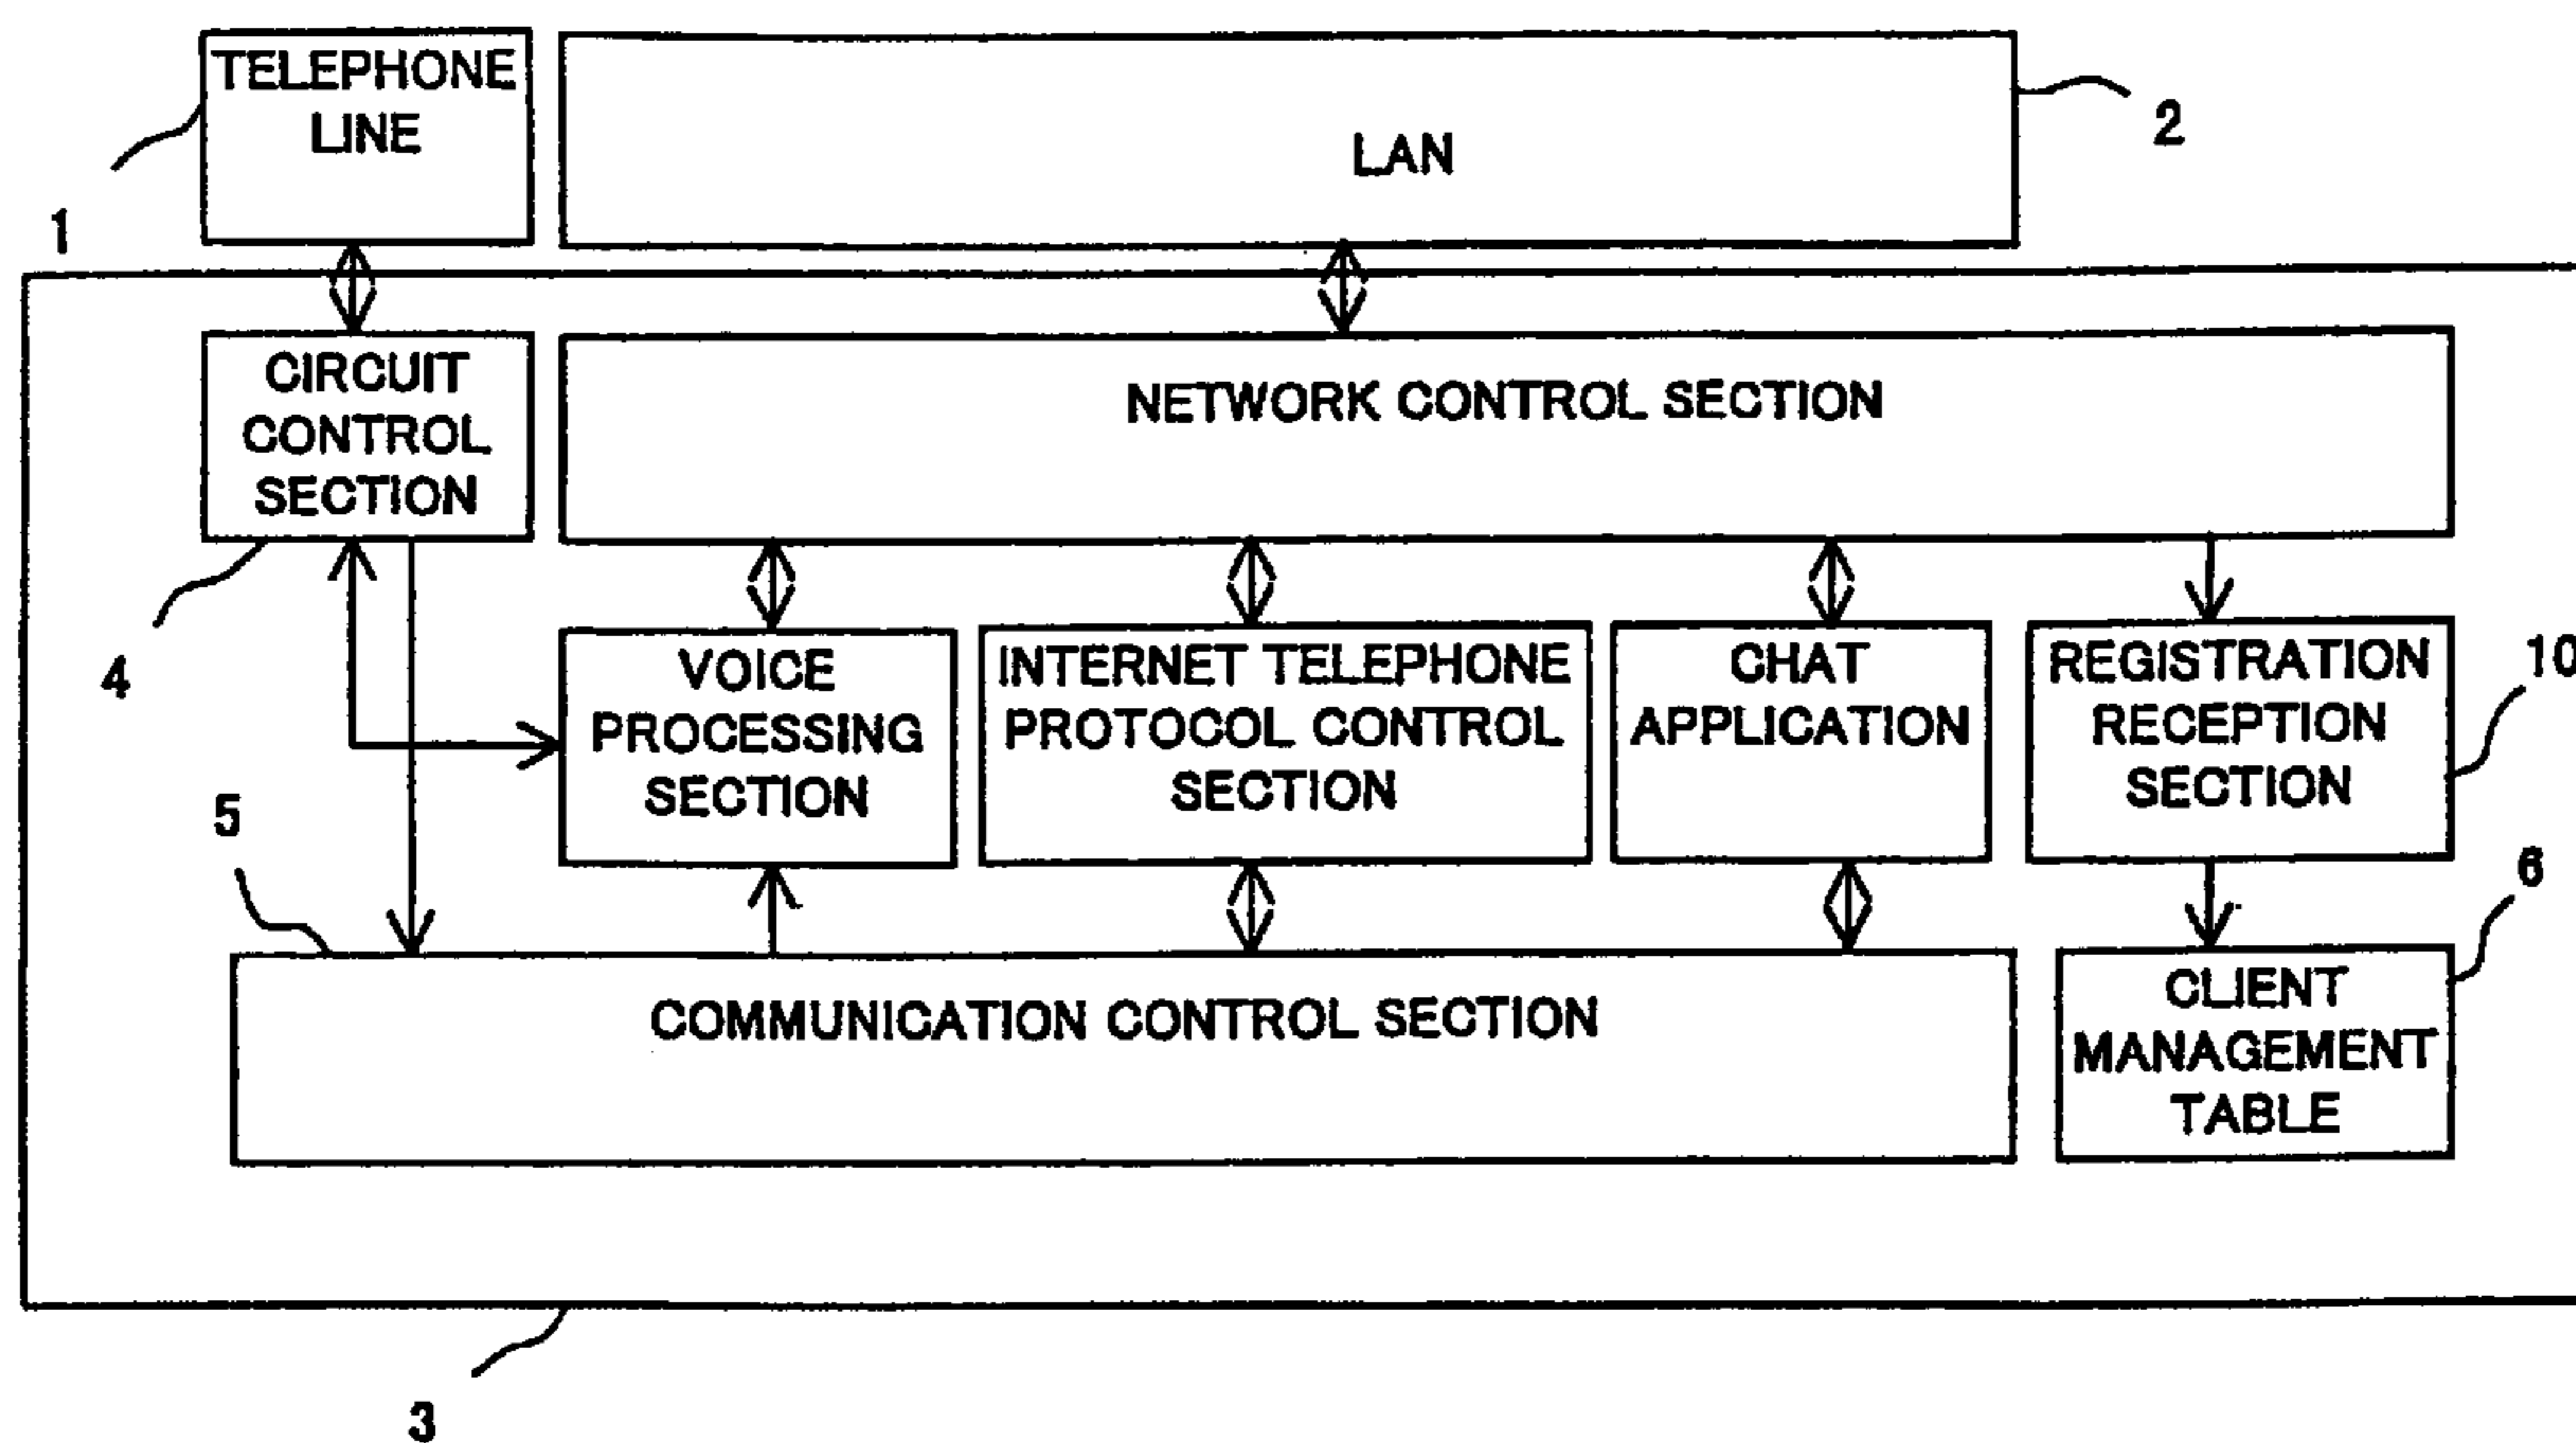 TELEPHONE
LINE
1
LAN
2
CIRCUIT
CONTROL
SECTION
4
NETWORK CONTROL SECTION
VOICE
PROCESSING
SECTION
INTERNET TELEPHONE
PROTOCOL CONTROL
SECTION
CHAT
APPLICATION
REGISTRATION
RECEPTION
SECTION
10
5
COMMUNICATION CONTROL SECTION
CLIENT
MANAGEMENT
TABLE
6
3